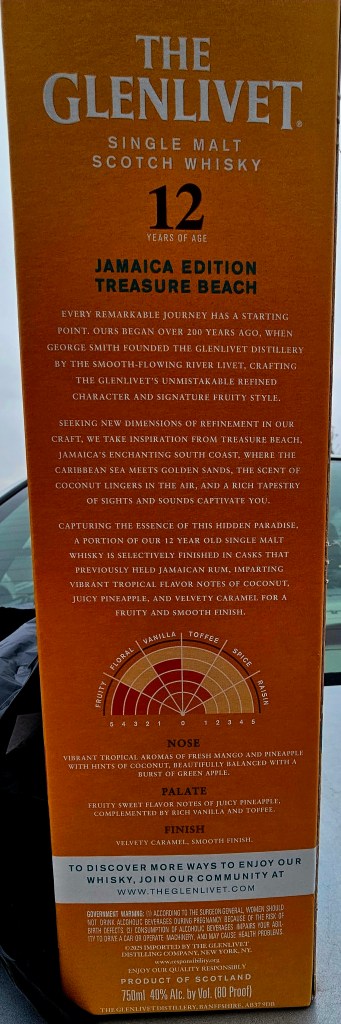 THE
GLENLIVET®
SINGLE MALT
SCOTCH WHISKY
12
YEARS OF AGE
JAMAICA EDITION
TREASURE BEACH
EVERY REMARKABLE JOURNEY HAS A STARTING
POINT. OURS BEGAN OVER 200 YEARS AGO, WHEN
GEORGE SMITH FOUNDED THE GLENLIVET DISTILLERY
BY THE SMOOTH-FLOWING RIVER LIVET, CRAFTING
THE GLENLIVET'S UNMISTAKABLE REFINED
CHARACTER AND SIGNATURE FRUITY STYLE.
SEEKING NEW DIMENSIONS OF REFINEMENT IN OUR
CRAFT, WE TAKE INSPIRATION FROM TREASURE BEACH,
JAMAICA'S ENCHANTING SOUTH COAST, WHERE THE
CARIBBEAN SEA MEETS GOLDEN SANDS, THE SCENT OF
COCONUT LINGERS IN THE AIR, AND A RICH TAPESTRY
OF SIGHTS AND SOUNDS CAPTIVATE YOU.
CAPTURING THE ESSENCE OF THIS HIDDEN PARADISE,
A PORTION OF OUR 12 YEAR OLD SINGLE MALT
WHISKY IS SELECTIVELY FINISHED IN CASKS THAT
PREVIOUSLY HELD JAMAICAN RUM, IMPARTING
VIBRANT TROPICAL FLAVOR NOTES OF COCONUT,
JUICY PINEAPPLE, AND VELVETY CARAMEL FOR A
FRUITY AND SMOOTH FINISH.
FRUITY FLORAL VANILLA TOFFEE SPICE RAISIN
5 4 3 2 1 0 1 2 3 4 5
NOSE
VIBRANT TROPICAL AROMAS OF FRESH MANGO AND PINEAPPLE
WITH HINTS OF COCONUT, BEAUTIFULLY BALANCED WITH A
BURST OF GREEN APPLE.
PALATE
FRUITY SWEET FLAVOR NOTES OF JUICY PINEAPPLE,
COMPLEMENTED BY RICH VANILLA AND TOFFEE.
FINISH
VELVETY CARAMEL, SMOOTH FINISH.
TO DISCOVER MORE WAYS TO ENJOY OUR
WHISKY, JOIN OUR COMMUNITY AT
WWW.THEGLENLIVET.COM
GOVERNMENT WARNING: (1) ACCORDING TO THE SURGEON GENERAL, WOMEN SHOULD
NOT DRINK ALCOHOLIC BEVERAGES DURING PREGNANCY BECAUSE OF THE RISK OF
BIRTH DEFECTS. (2) CONSUMPTION OF ALCOHOLIC BEVERAGES IMPAIRS YOUR ABIL-
ITY TO DRIVE A CAR OR OPERATE MACHINERY, AND MAY CAUSE HEALTH PROBLEMS.
©2025 IMPORTED BY THE GLENLIVET
DISTILLING COMPANY, NEW YORK, NY.
www.responsibility.org
ENJOY OUR QUALITY RESPONSIBLY
PRODUCT OF SCOTLAND
750ml 40% Alc. by Vol. (80 Proof)
THE GLENLIVET DISTILLERY, BANFFSHIRE, AB37 9DB